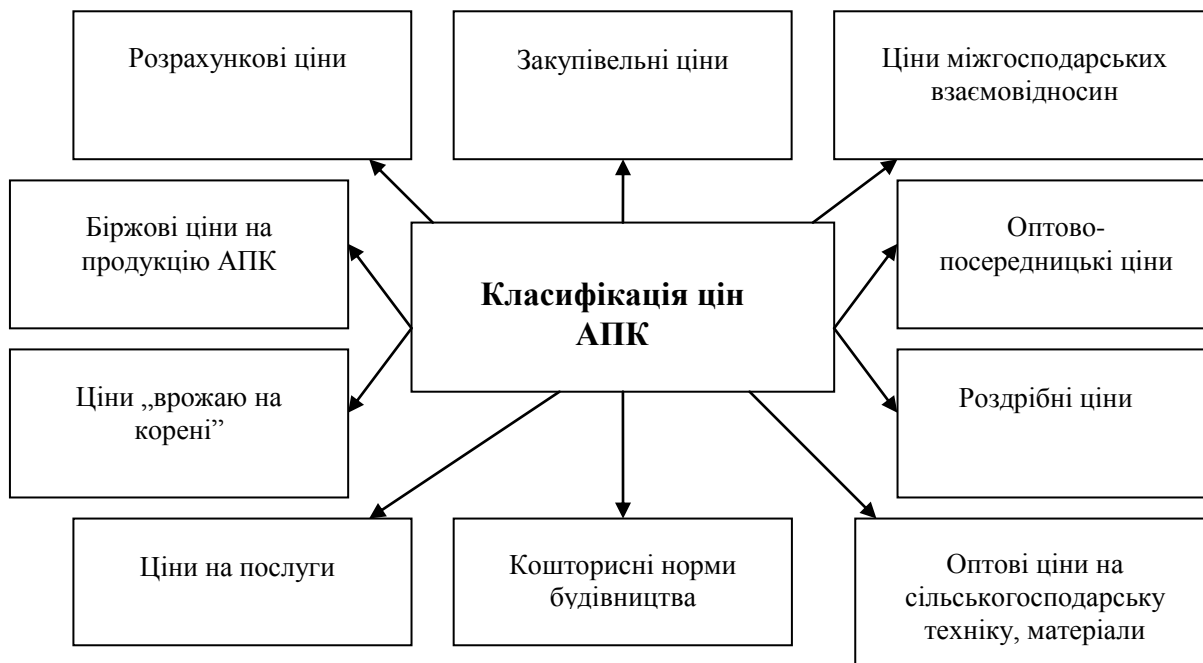 Розрахункові ціни
Закупівельні ціни
Ціни міжгосподарських
взаємовідносин
Біржові ціни на
продукцію АПК
Класифікація цін
АПК
Оптово-
посередницькі ціни
Ціни „врожаю на
корені”
Роздрібні ціни
Ціни на послуги
Кошторисні норми
будівництва
Оптові ціни на
сільськогосподарську
техніку, матеріали